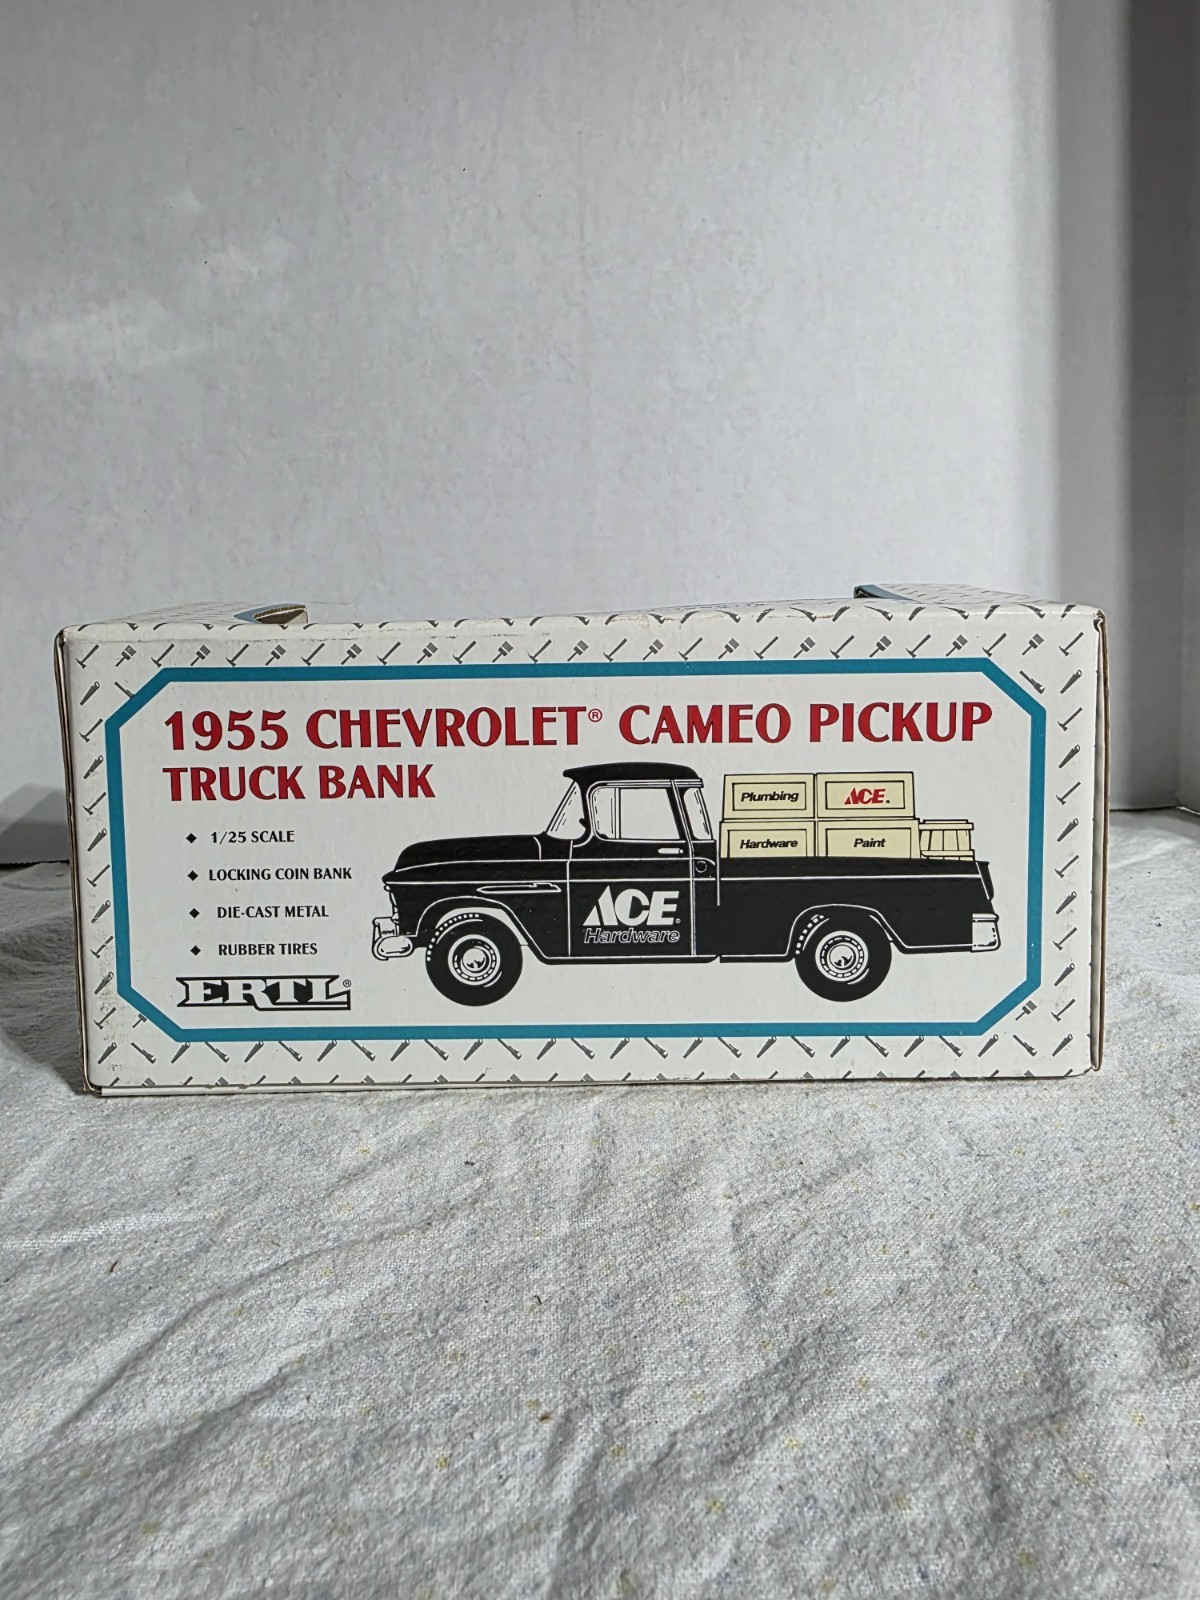 1955 CHEVROLET® CAMEO PICKUP
TRUCK BANK
◆ 1/25 SCALE
◆ LOCKING COIN BANK
◆ DIE-CAST METAL
◆ RUBBER TIRES
ERTL®
Plumbing
ACE.
Hardware
Paint
ACE®
Hardware